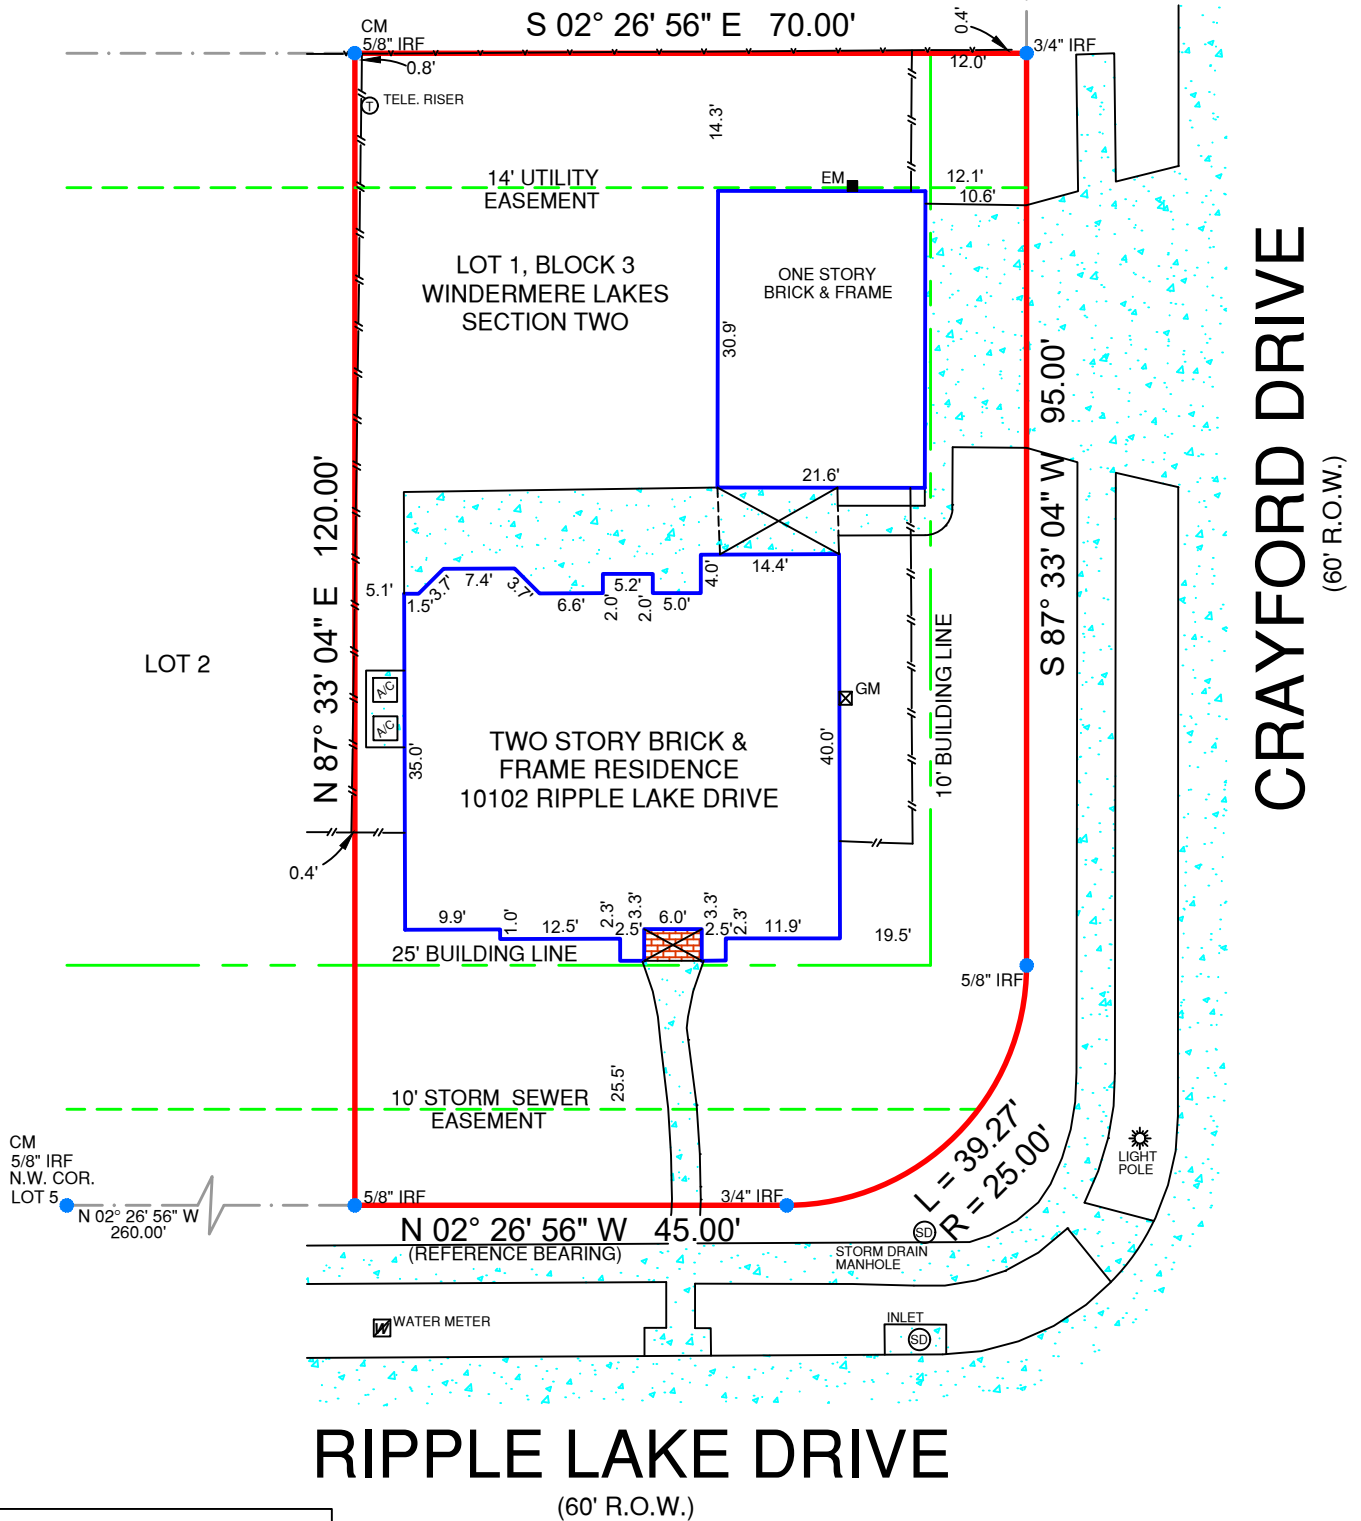 S 02° 26' 56" E 70.00'
0.4'
CM
5/8" IRF
3/4" IRF
0.8'
12.0'
T
TELE. RISER
14.3'
14' UTILITY
EASEMENT
EM
12.1'
10.6'
LOT 1, BLOCK 3
WINDERMERE LAKES
SECTION TWO
ONE STORY
BRICK & FRAME
30.9'
21.6'
CRAYFORD DRIVE
(60' R.O.W.)
S 87° 33' 04" W 95.00'
N 87° 33' 04" E 120.00'
5.1'
1.5'
3.7'
7.4'
3.7'
6.6'
2.0'
5.2'
2.0'
5.0'
4.0'
14.4'
LOT 2
A/C
A/C
35.0'
GM
40.0'
10' BUILDING LINE
TWO STORY BRICK &
FRAME RESIDENCE
10102 RIPPLE LAKE DRIVE
0.4'
9.9'
1.0'
12.5'
2.3'
2.5'
3.3'
6.0'
3.3'
2.5'
2.3'
11.9'
19.5'
25' BUILDING LINE
5/8" IRF
25.5'
10' STORM SEWER
EASEMENT
L = 39.27'
R = 25.00'
LIGHT
POLE
CM
5/8" IRF
N.W. COR.
LOT 5
N 02° 26' 56" W
260.00'
5/8" IRF
3/4" IRF
N 02° 26' 56" W 45.00'
(REFERENCE BEARING)
SD
STORM DRAIN
MANHOLE
W
WATER METER
INLET
SD
RIPPLE LAKE DRIVE
(60' R.O.W.)